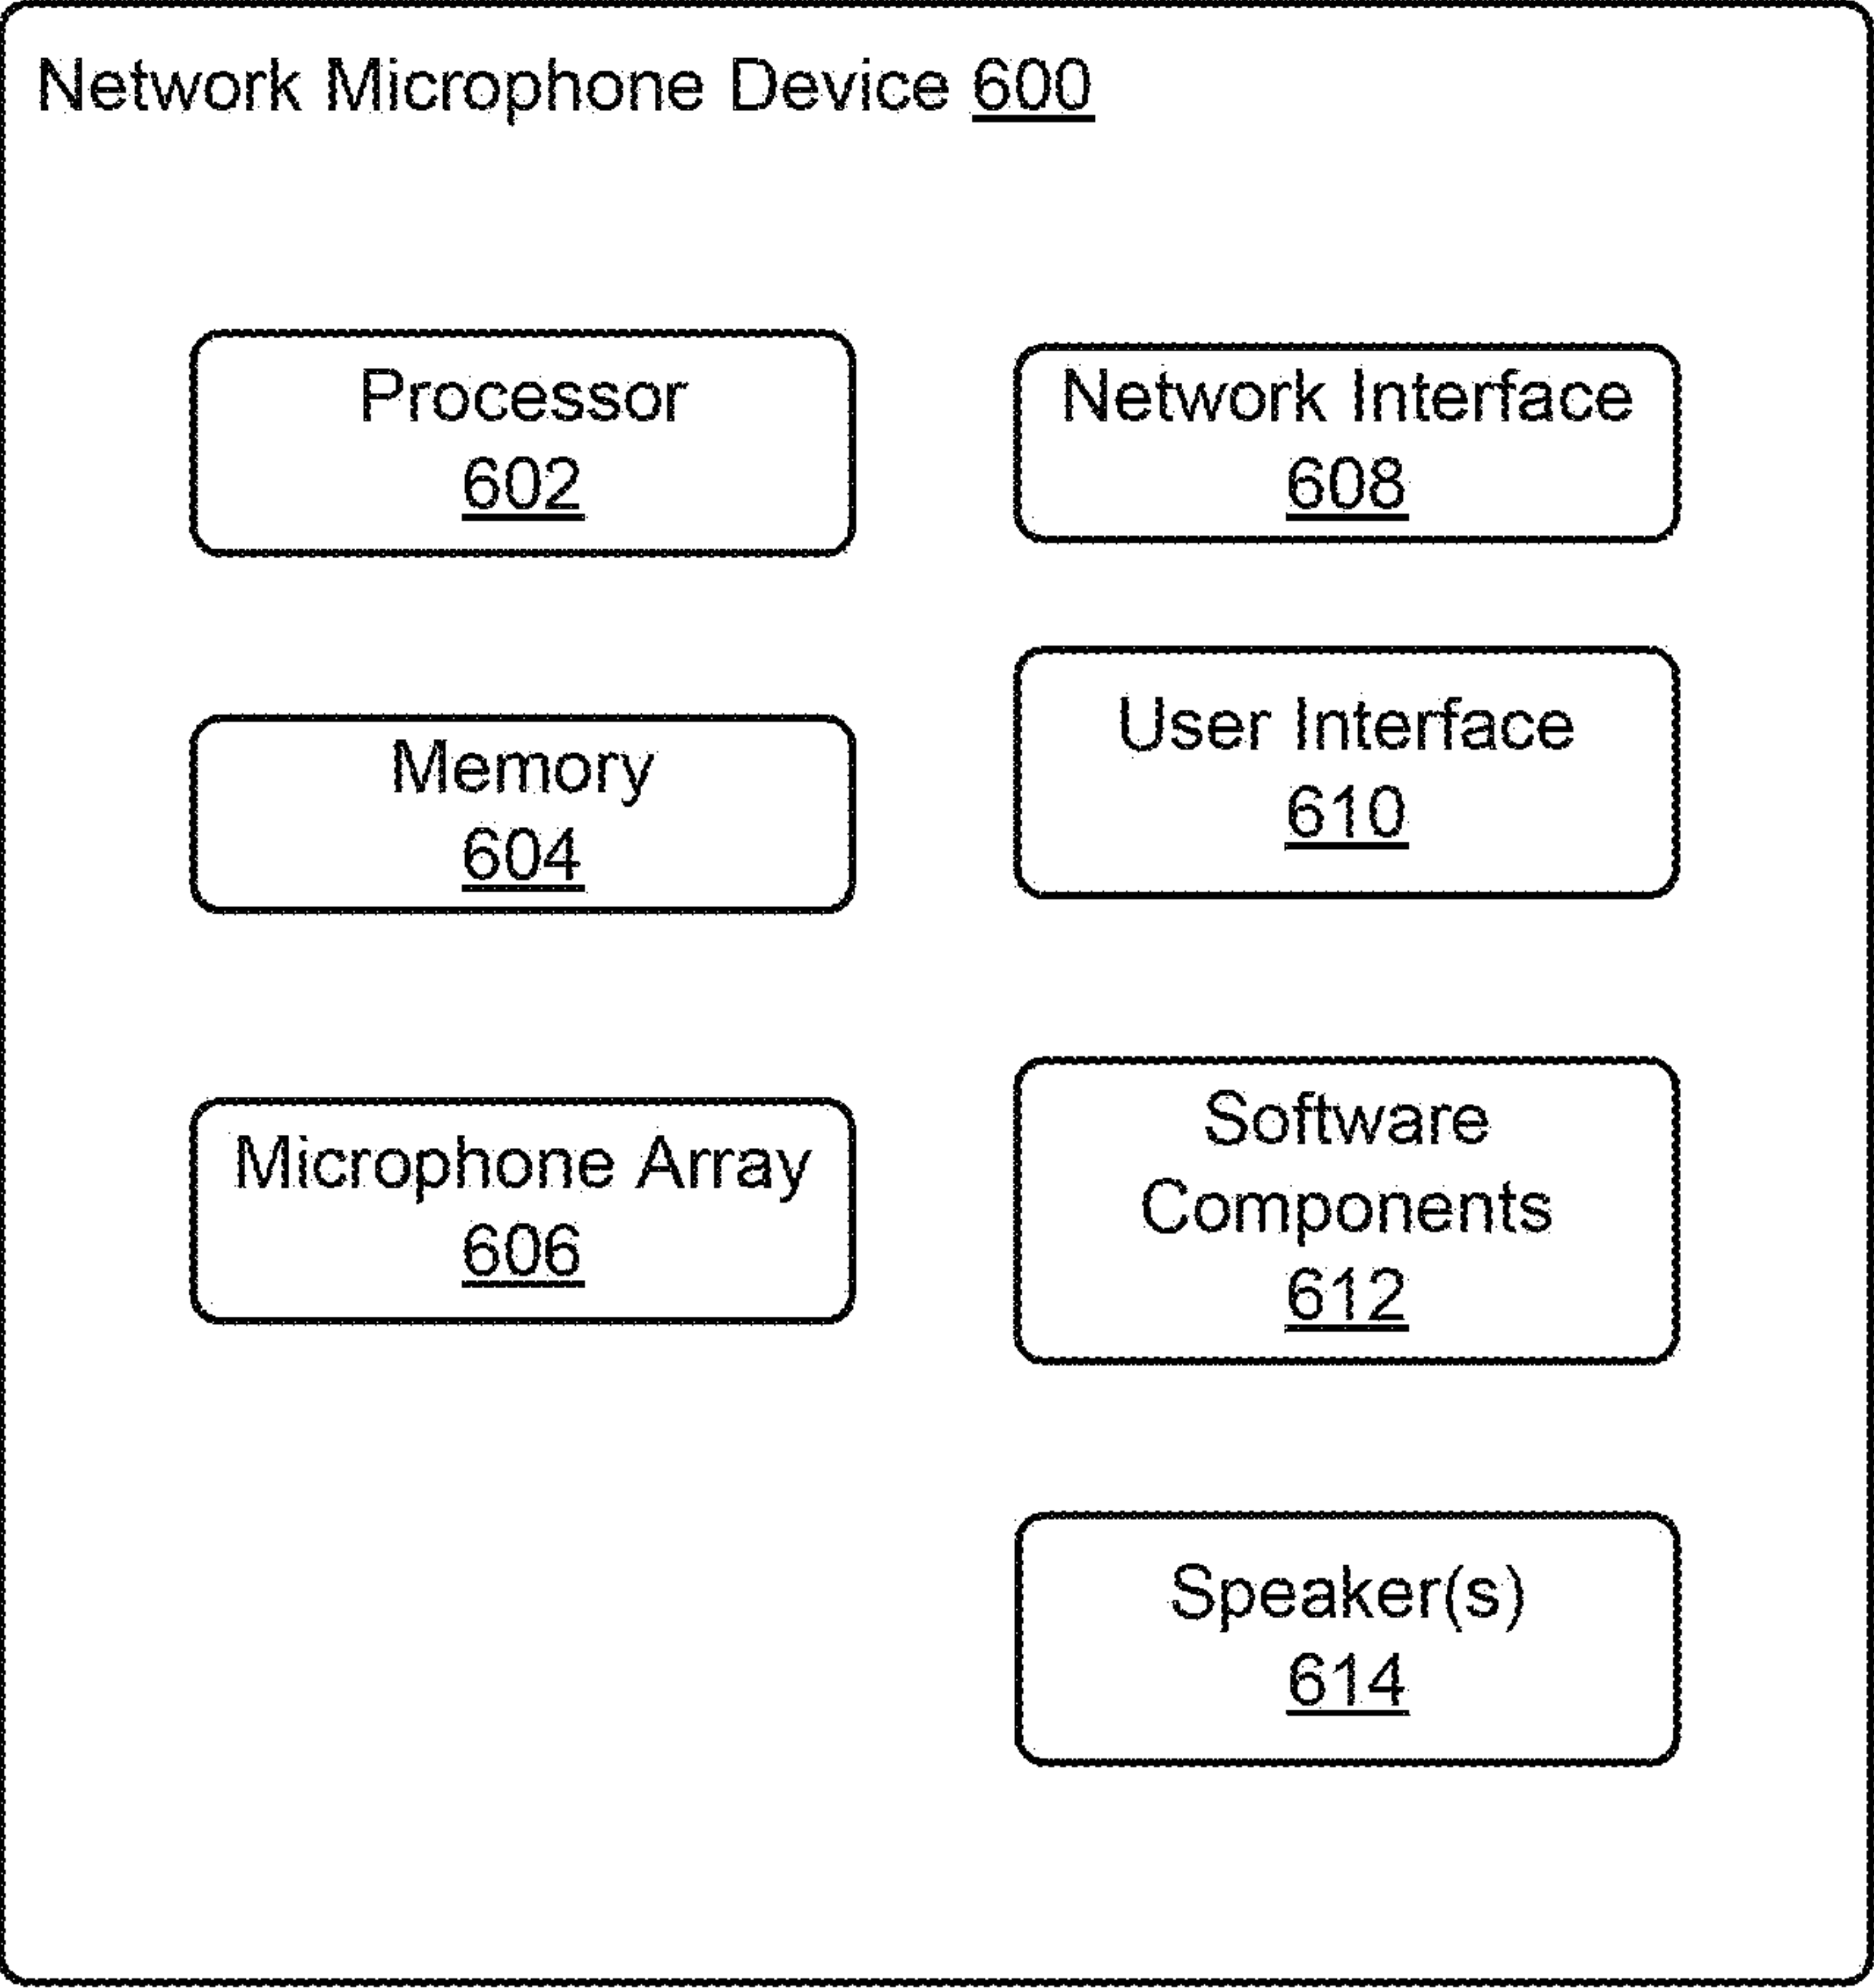 Network Microphone Device 600
Processor
602
Memory
604
Microphone Array
606
Network Interface
608
User Interface
610
Software
Components
612
Speaker(s)
614